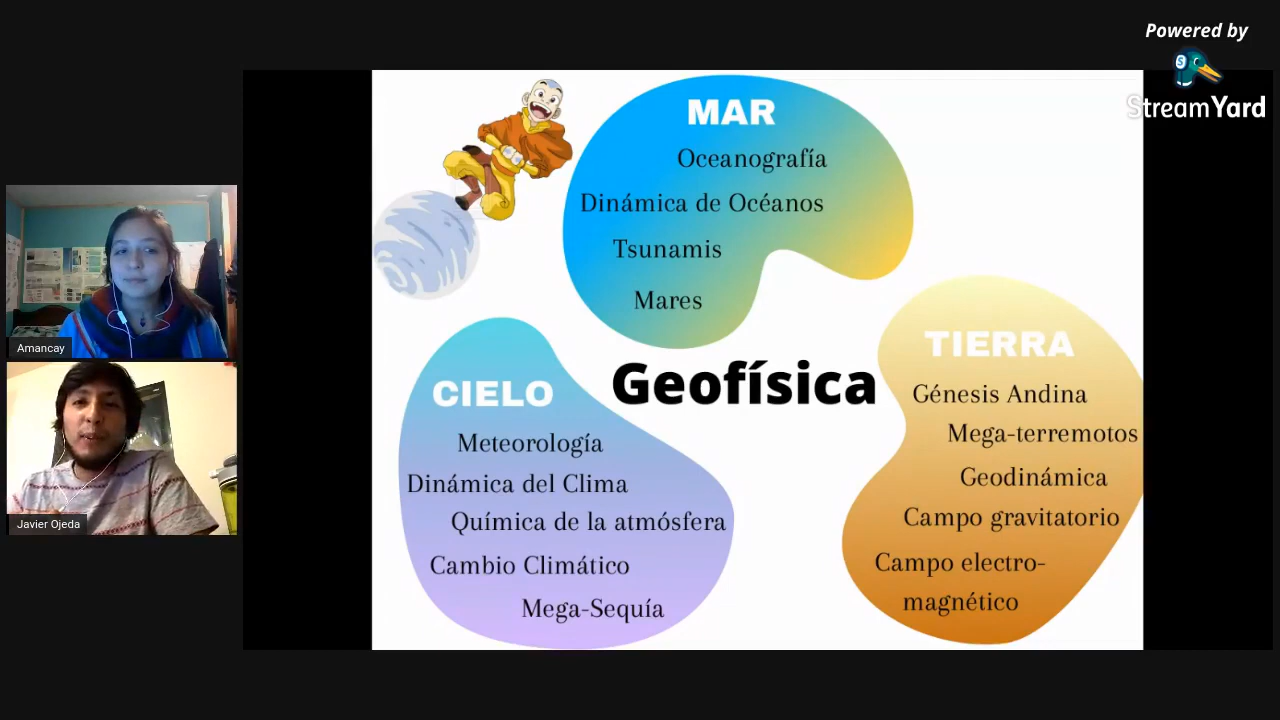 Powered by
StreamYard
MAR
Oceanografía
Dinámica de Océanos
Tsunamis
Mares
Geofísica
CIELO
Meteorología
Dinámica del Clima
Química de la atmósfera
Cambio Climático
Mega-Sequía
TIERRA
Génesis Andina
Mega-terremotos
Geodinámica
Campo gravitatorio
Campo electro-
magnético
Amancay
Javier Ojeda